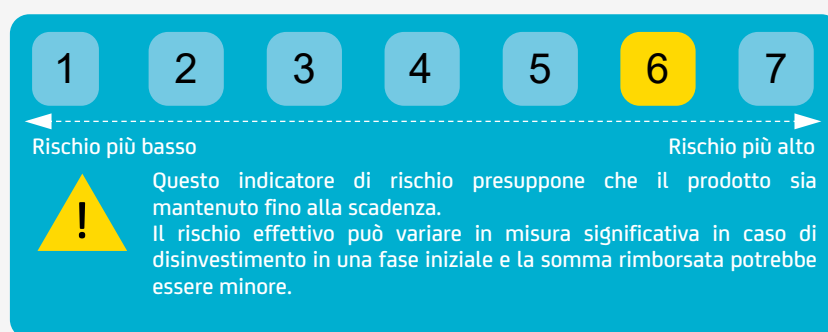 1 2 3 4 5 6 7
Rischio più basso Rischio più alto
!
Questo indicatore di rischio presuppone che il prodotto sia
mantenuto fino alla scadenza.
Il rischio effettivo può variare in misura significativa in caso di
disinvestimento in una fase iniziale e la somma rimborsata potrebbe
essere minore.